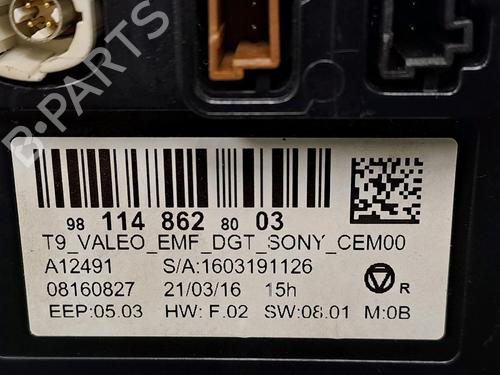 B-PARTS
98 114 862 80 03
T9_VALEO_EMF_DGT_SONY_CEM00
A12491 S/A:1603191126
08160827 21/03/16 15h
R
EEP:05.03 HW: F.02 SW:08.01 M:0B